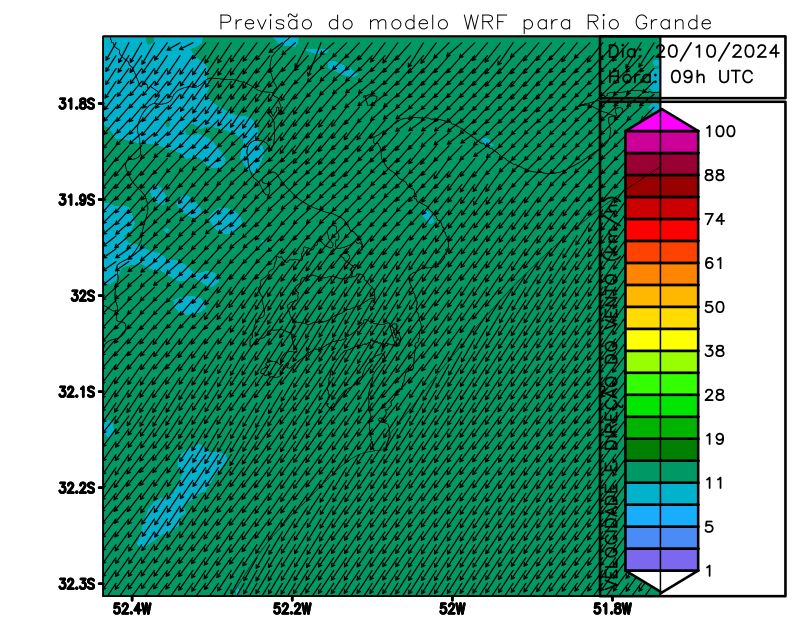 Previsão do modelo WRF para Rio Grande
Dia: 20/10/2024
Hora: 09h UTC
31.8S
31.9S
32S
32.1S
32.2S
32.3S
52.4W
52.2W
52W
51.8W
VELOCIDADE E DIREÇÃO DO VENTO (km/h)
100
88
74
61
50
38
28
19
11
5
1